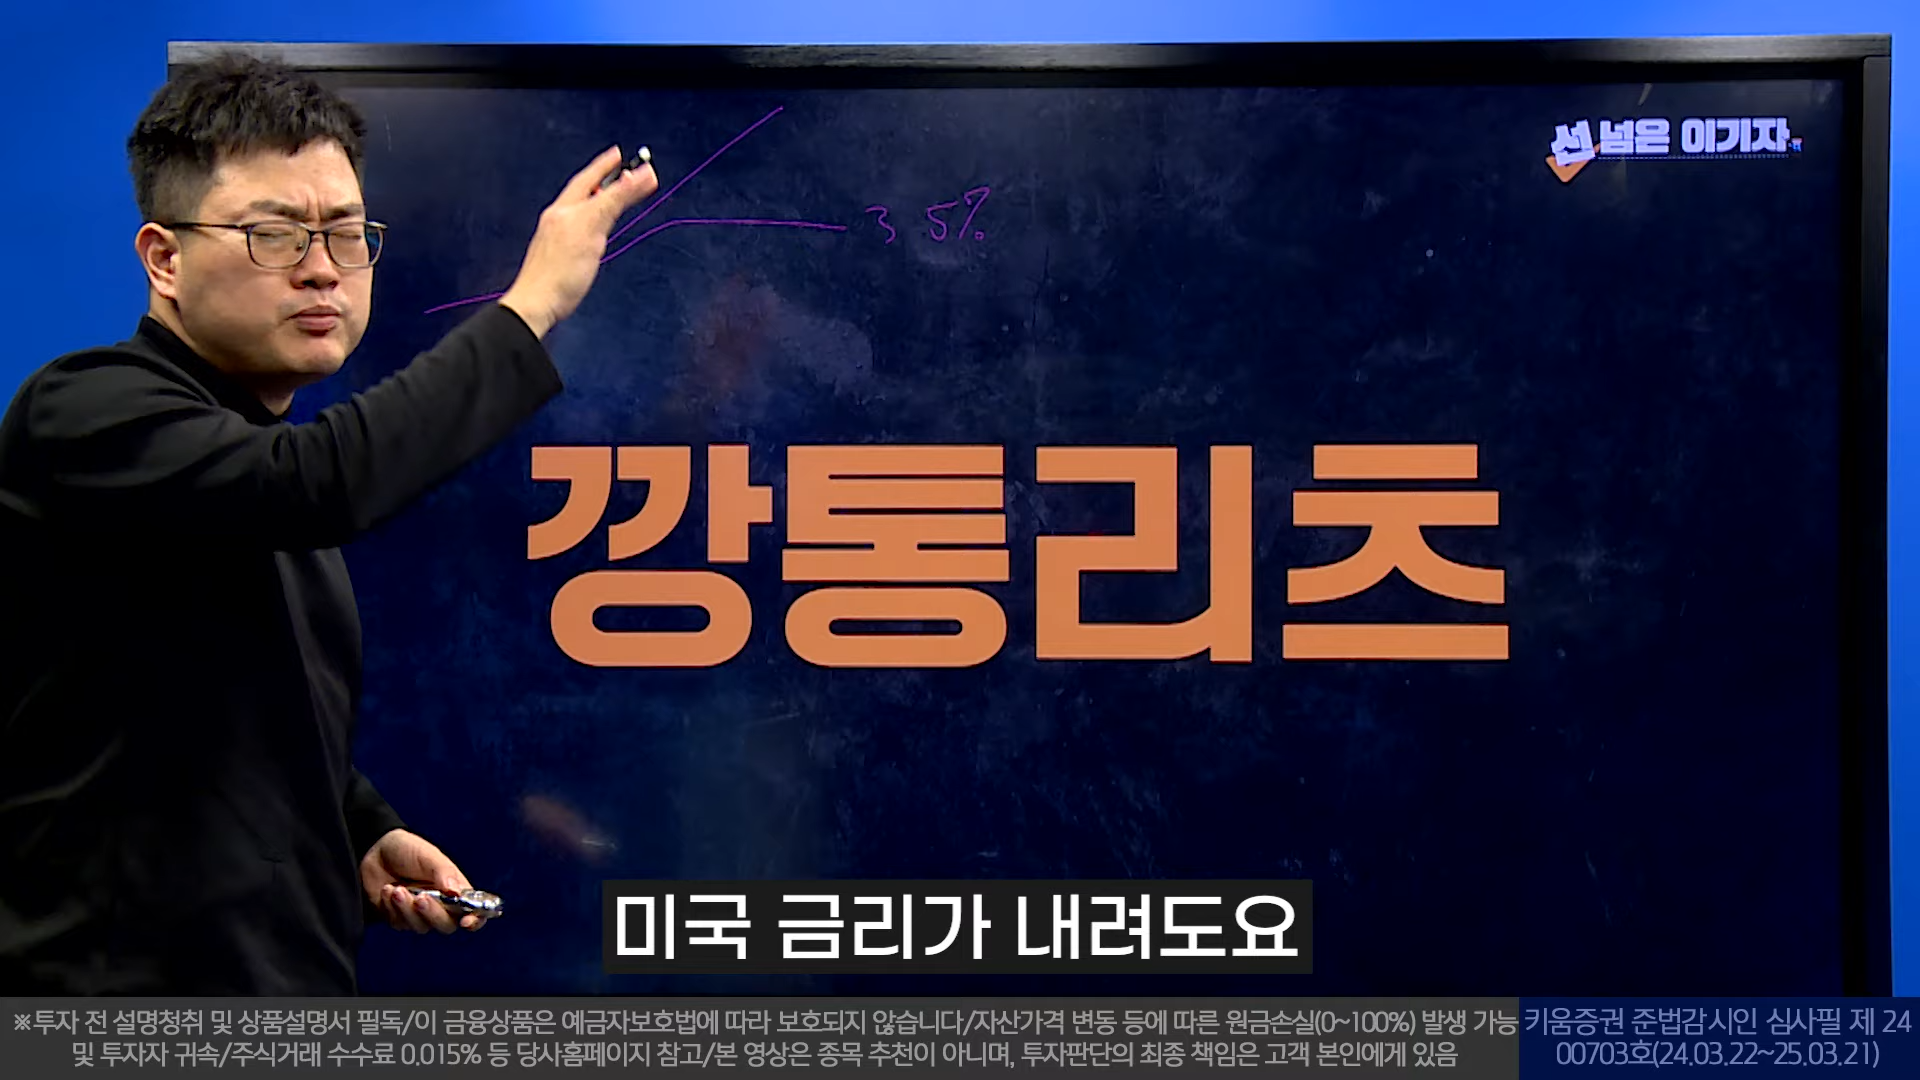 선 넘은 이기자
3.5%
깡통리츠
미국 금리가 내려도요
※투자 전 설명청취 및 상품설명서 필독/이 금융상품은 예금자보호법에 따라 보호되지 않습니다/자산가격 변동 등에 따른 원금손실(0~100%) 발생 가능
및 투자자 귀속/주식거래 수수료 0.015% 등 당사홈페이지 참고/본 영상은 종목 추천이 아니며, 투자판단의 최종 책임은 고객 본인에게 있음
키움증권 준법감시인 심사필 제 24
00703호(24.03.22~25.03.21)